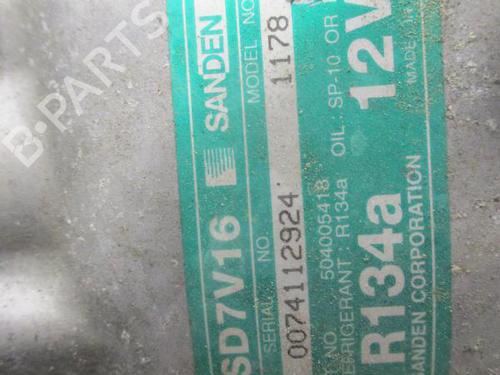 B-PARTS
SD7V16 SANDEN
SERIAL NO. MODEL NO
0074112924 1178
NO 504005418
REFRIGERANT : R134a OIL : SP-10 OR
R134a 12V
SANDEN CORPORATION MADE